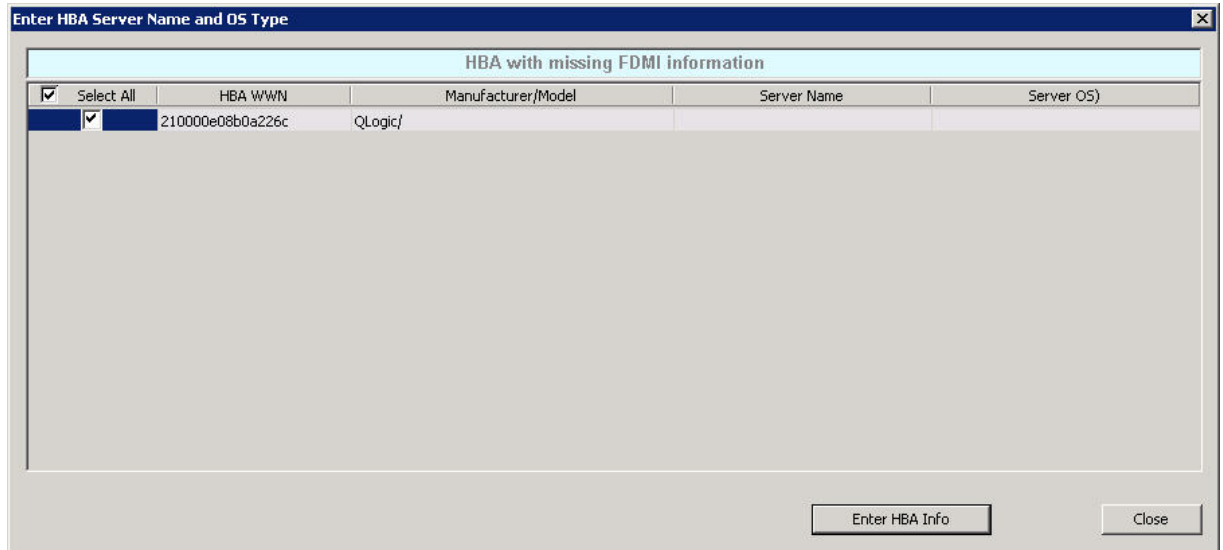 Enter HBA Server Name and OS Type
HBA with missing FDMI information
Select All HBA WWN Manufacturer/Model Server Name Server OS)
210000e08b0a226c QLogic/
Enter HBA Info Close